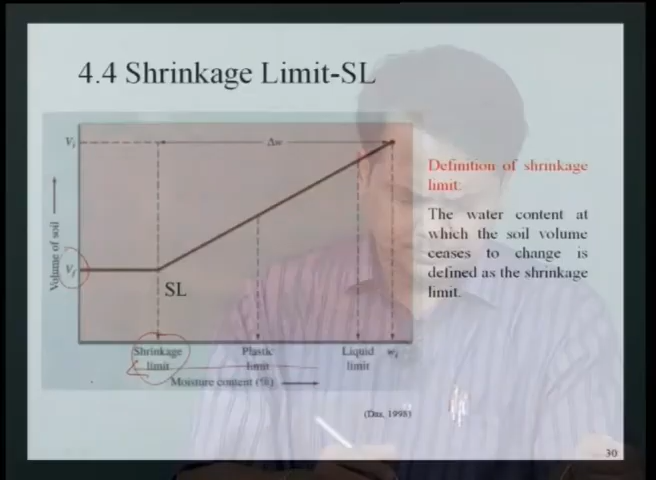 4.4 Shrinkage Limit-SL
Vi
Δw
Definition of shrinkage
limit:
The water content at
which the soil volume
ceases to change is
defined as the shrinkage
limit.
Volume of soil
Vf
SL
Shrinkage
limit
Plastic
limit
Liquid
limit
wi
Moisture content (%)
(Das, 1998)
30